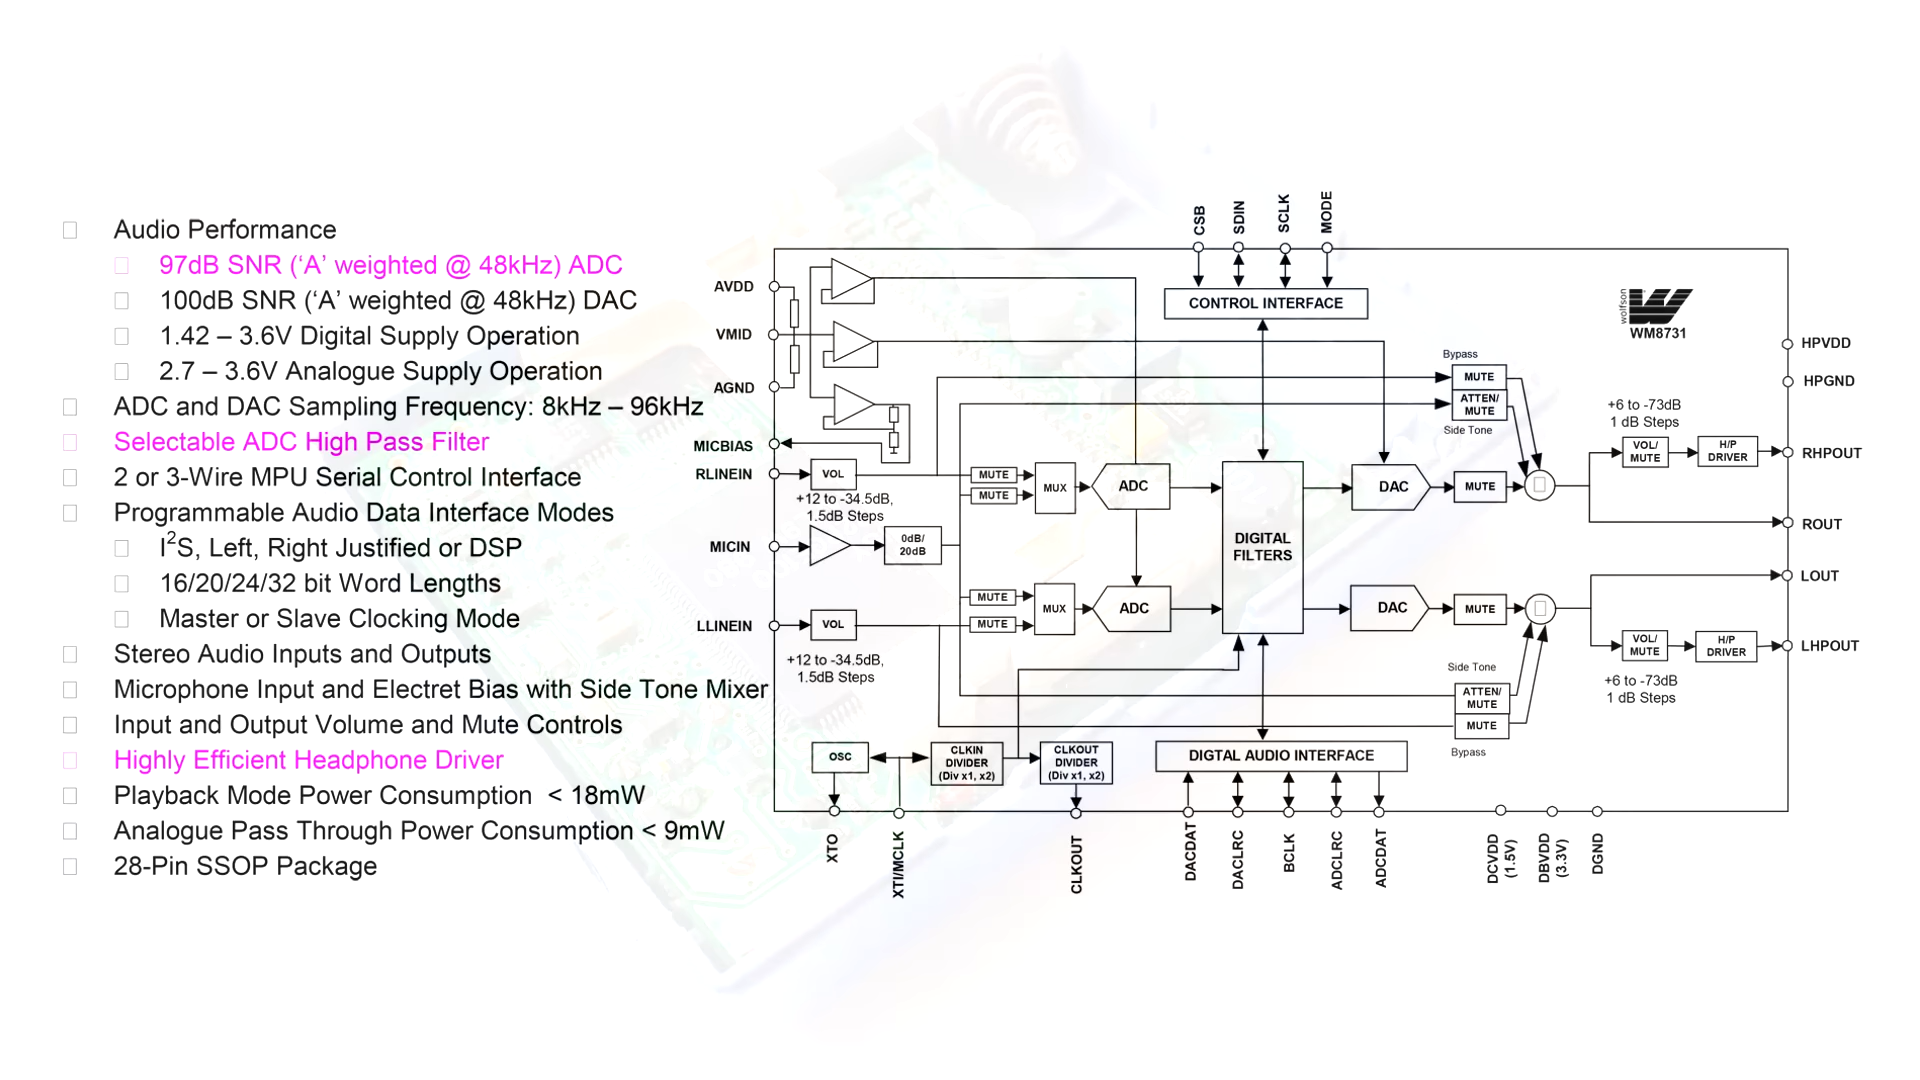 Audio Performance
97dB SNR (‘A’ weighted @ 48kHz) ADC
100dB SNR (‘A’ weighted @ 48kHz) DAC
1.42 – 3.6V Digital Supply Operation
2.7 – 3.6V Analogue Supply Operation
ADC and DAC Sampling Frequency: 8kHz – 96kHz
Selectable ADC High Pass Filter
2 or 3-Wire MPU Serial Control Interface
Programmable Audio Data Interface Modes
I²S, Left, Right Justified or DSP
16/20/24/32 bit Word Lengths
Master or Slave Clocking Mode
Stereo Audio Inputs and Outputs
Microphone Input and Electret Bias with Side Tone Mixer
Input and Output Volume and Mute Controls
Highly Efficient Headphone Driver
Playback Mode Power Consumption < 18mW
Analogue Pass Through Power Consumption < 9mW
28-Pin SSOP Package
CSB
SDIN
SCLK
MODE
CONTROL INTERFACE
wolfson
WM8731
AVDD
VMID
AGND
MICBIAS
RLINEIN
MICIN
LLINEIN
VOL
+12 to -34.5dB,
1.5dB Steps
0dB/
20dB
VOL
+12 to -34.5dB,
1.5dB Steps
MUTE
MUTE
MUX
ADC
MUTE
MUTE
MUX
ADC
DIGITAL
FILTERS
DAC
DAC
Bypass
MUTE
ATTEN/
MUTE
Side Tone
MUTE
MUTE
Side Tone
ATTEN/
MUTE
MUTE
Bypass
+6 to -73dB
1 dB Steps
VOL/
MUTE
H/P
DRIVER
VOL/
MUTE
H/P
DRIVER
+6 to -73dB
1 dB Steps
HPVDD
HPGND
RHPOUT
ROUT
LOUT
LHPOUT
OSC
CLKIN
DIVIDER
(Div x1, x2)
CLKOUT
DIVIDER
(Div x1, x2)
DIGTAL AUDIO INTERFACE
XTO
XTI/MCLK
CLKOUT
DACDAT
DACLRC
BCLK
ADCLRC
ADCDAT
DCVDD
(1.5V)
DBVDD
(3.3V)
DGND